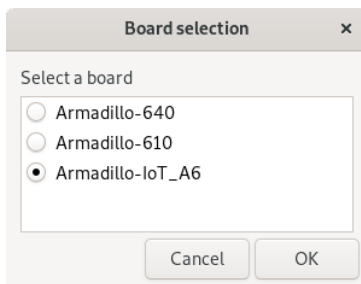 Board selection ×
Select a board
Armadillo-640
Armadillo-610
Armadillo-IoT_A6
Cancel OK